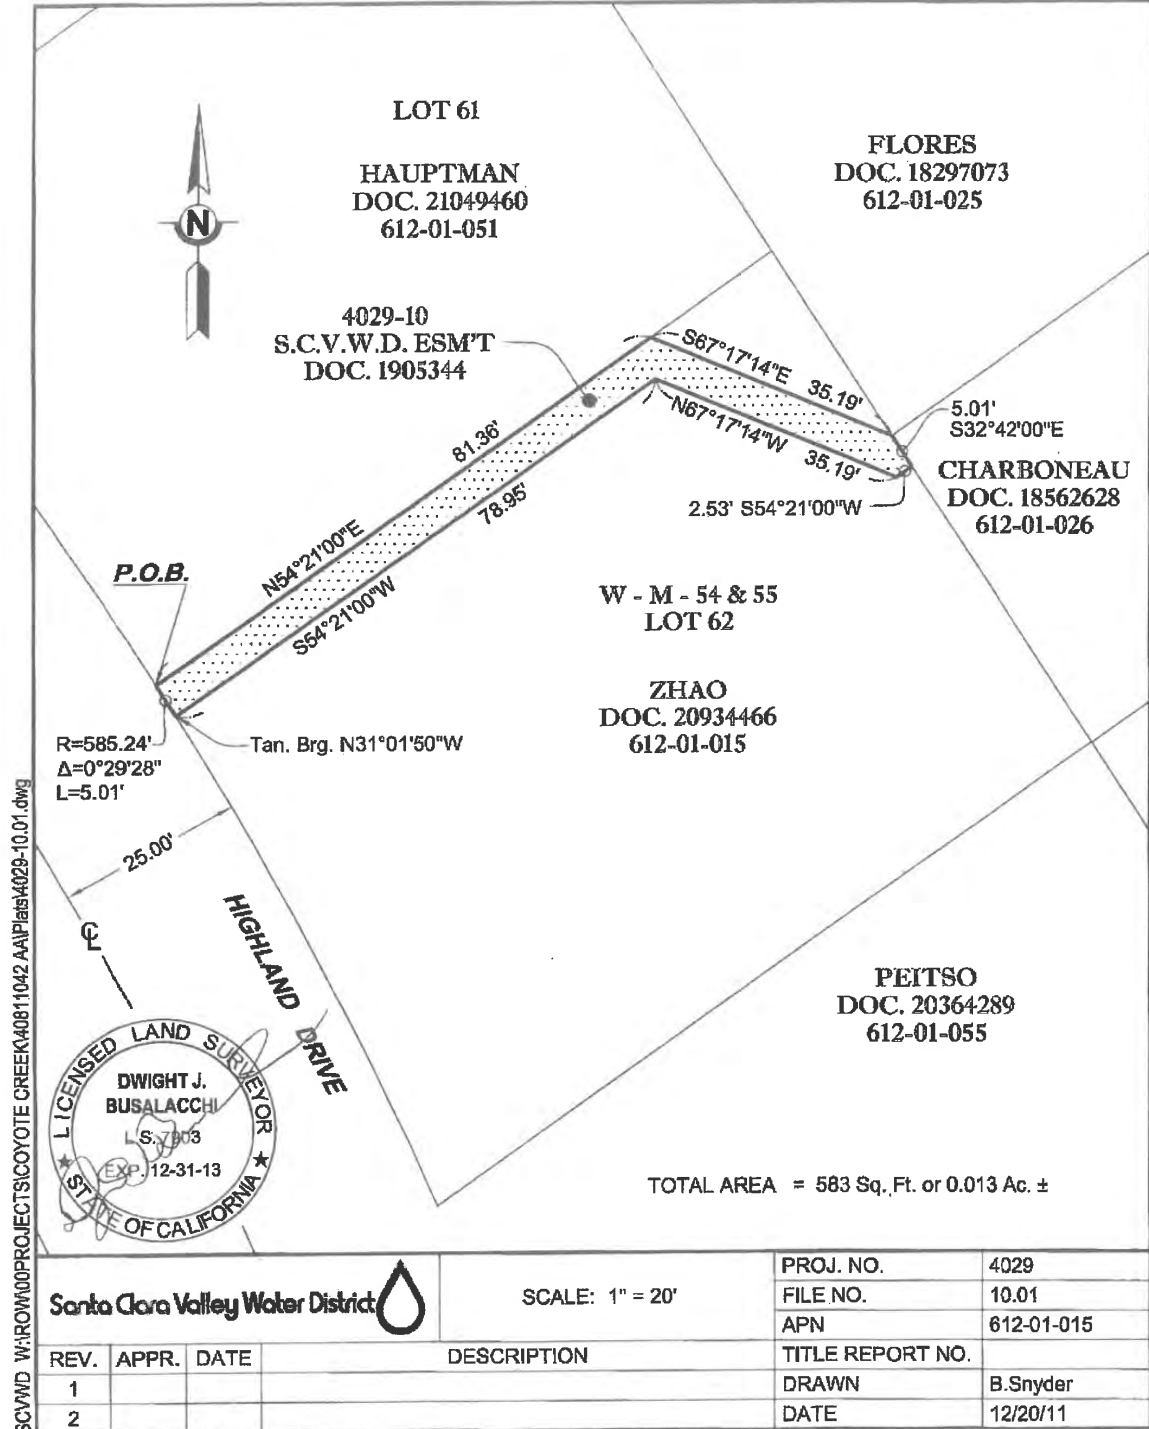 LOT 61
HAUPTMAN
DOC. 21049460
612-01-051
FLORES
DOC. 18297073
612-01-025
N
4029-10
S.C.V.W.D. ESM'T
DOC. 1905344
S67°17'14"E 35.19'
N67°17'14"W 35.19'
5.01'
S32°42'00"E
CHARBONEAU
DOC. 18562628
612-01-026
2.53' S54°21'00"W
81.36'
78.95'
N54°21'00"E
S54°21'00"W
P.O.B.
W - M - 54 & 55
LOT 62
ZHAO
DOC. 20934466
612-01-015
R=585.24'
Δ=0°29'28"
L=5.01'
Tan. Brg. N31°01'50"W
25.00'
℄
HIGHLAND DRIVE
PEITSO
DOC. 20364289
612-01-055
LICENSED LAND SURVEYOR
DWIGHT J.
BUSALACCHI
L.S. 7903
EXP. 12-31-13
STATE OF CALIFORNIA
TOTAL AREA = 583 Sq. Ft. or 0.013 Ac. ±
SCVWD W:\ROW\00PROJECTS\COYOTE CREEK\40811042 AA\Plats\4029-10.01.dwg
Santa Clara Valley Water District
SCALE: 1" = 20'
PROJ. NO. 4029
FILE NO. 10.01
APN 612-01-015
REV. APPR. DATE DESCRIPTION
TITLE REPORT NO.
1
DRAWN B.Snyder
2
DATE 12/20/11